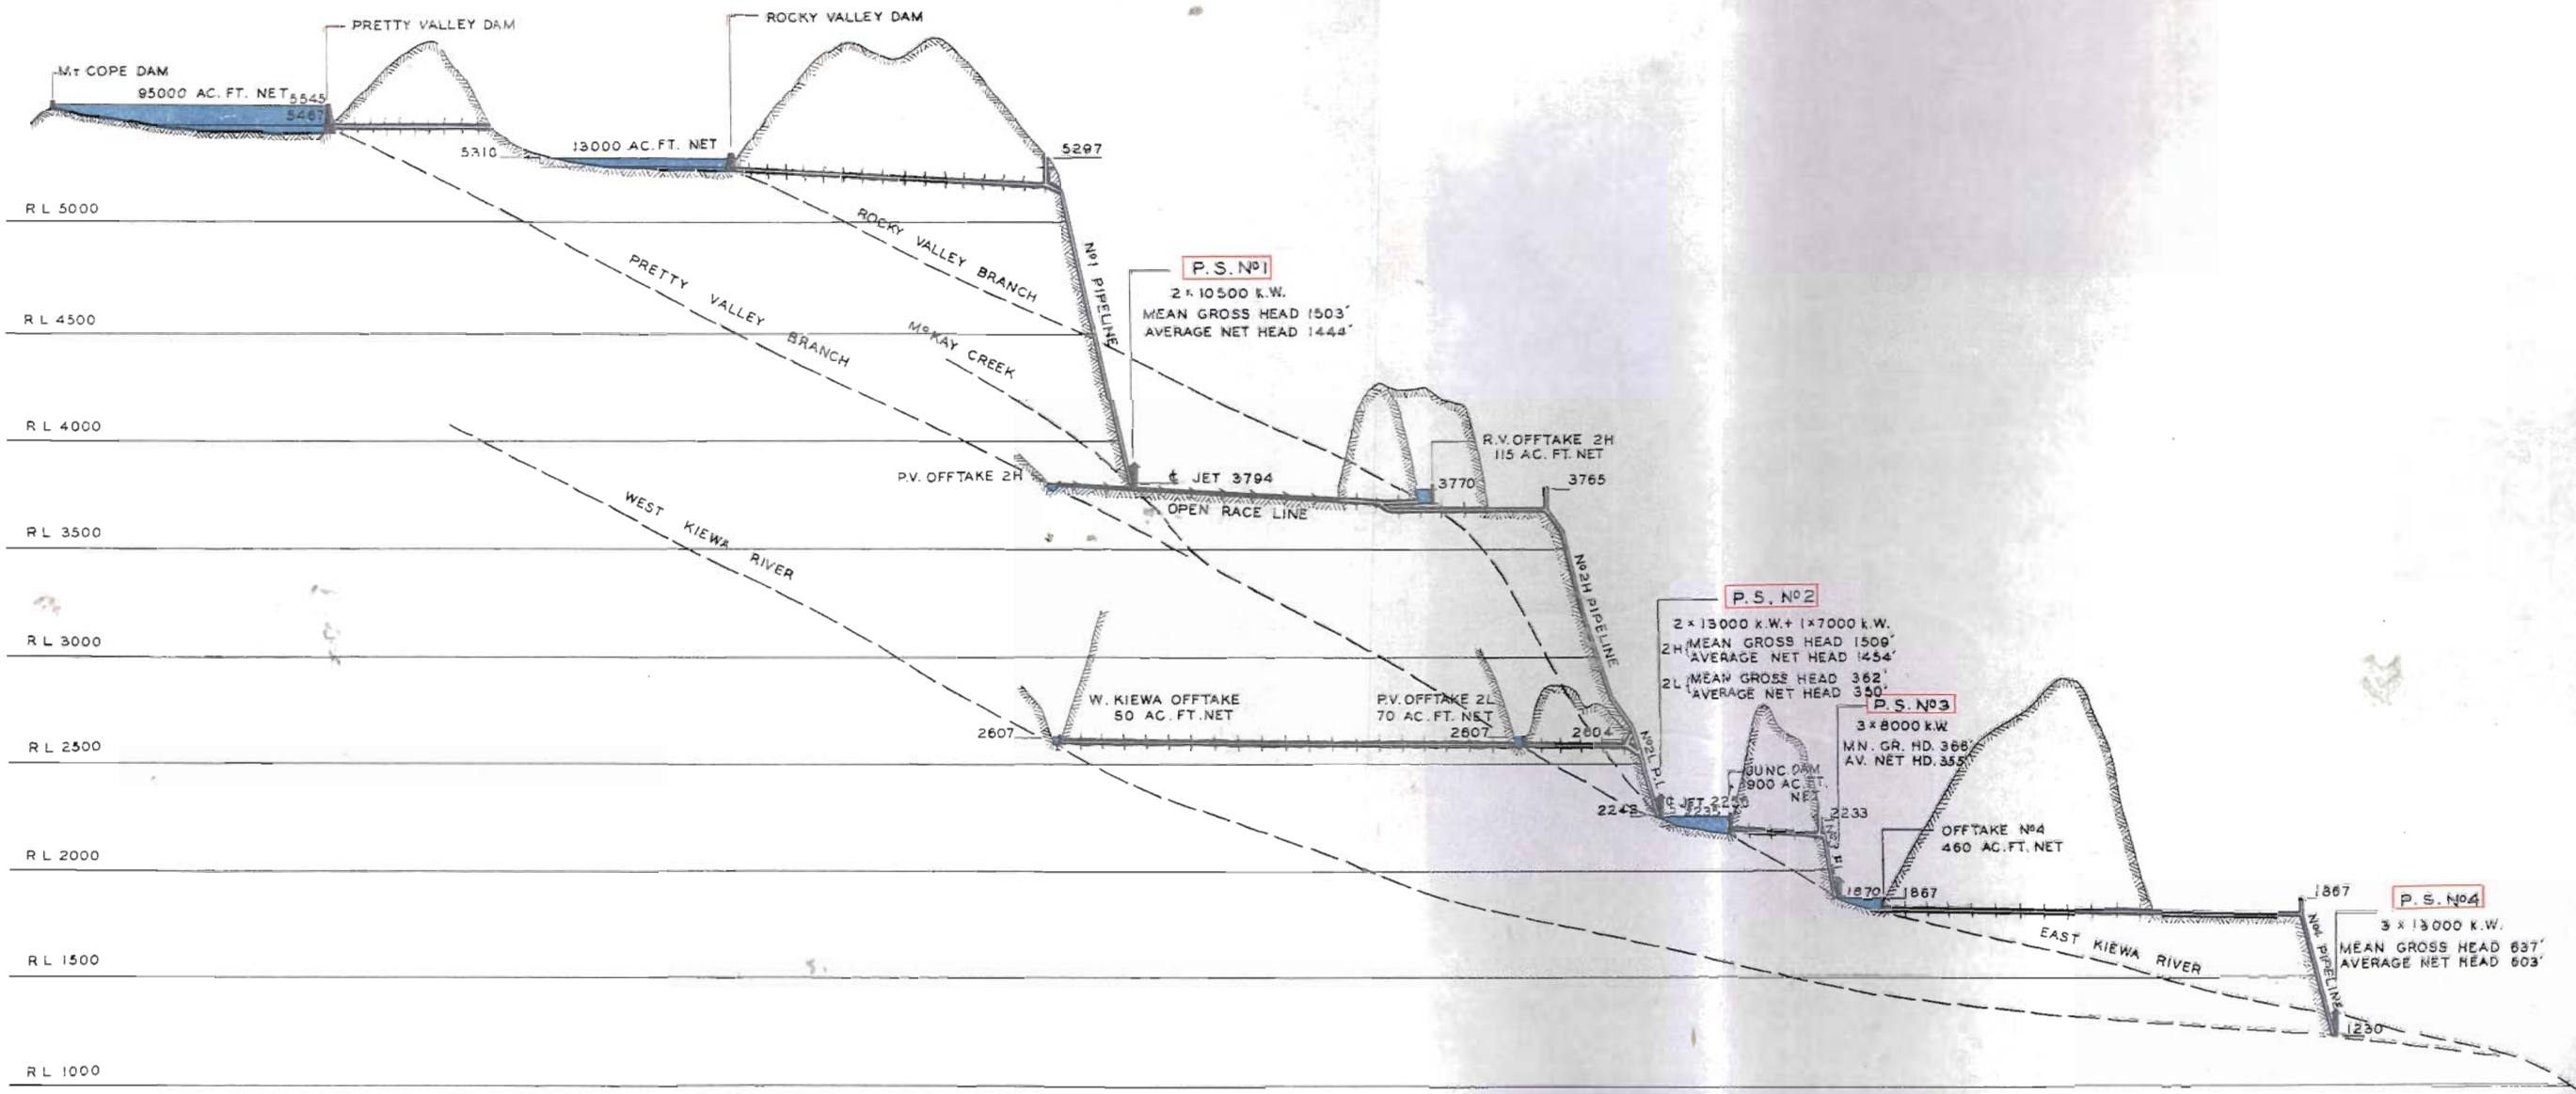 ROCKY VALLEY DAM
PRETTY VALLEY DAM
MT COPE DAM
95000 AC. FT. NET
5545
5467
13000 AC. FT. NET
5310
5297
R L 5000
ROCKY VALLEY BRANCH
Nº1 PIPELINE
PRETTY VALLEY BRANCH
P. S. Nº1
2 × 10500 K.W.
MEAN GROSS HEAD 1503'
AVERAGE NET HEAD 1444'
R L 4500
McKAY CREEK
R L 4000
R.V. OFFTAKE 2H
115 AC. FT. NET
P.V. OFFTAKE 2H
℄ JET 3794
3770
3765
OPEN RACE LINE
WEST KIEWA RIVER
R L 3500
Nº2H PIPELINE
P. S. Nº2
2 × 13000 K.W. + 1×7000 K.W.
2H MEAN GROSS HEAD 1509'
AVERAGE NET HEAD 1454'
2L MEAN GROSS HEAD 362'
AVERAGE NET HEAD 350'
R L 3000
W. KIEWA OFFTAKE
50 AC. FT. NET
P.V. OFFTAKE 2L
70 AC. FT. NET
2607
2607
2604
P. S. Nº3
3 × 8000 K.W
MN. GR. HD. 366'
AV. NET HD. 355'
R L 2500
Nº2L P.L.
JUNC. DAM
900 AC. FT.
NET
℄ JET
2235
2233
OFFTAKE Nº4
460 AC. FT. NET
R L 2000
1870
1867
1867
P. S. Nº4
3 × 13000 K.W.
MEAN GROSS HEAD 637'
AVERAGE NET HEAD 603'
Nº4 PIPELINE
EAST KIEWA RIVER
R L 1500
1230
R L 1000